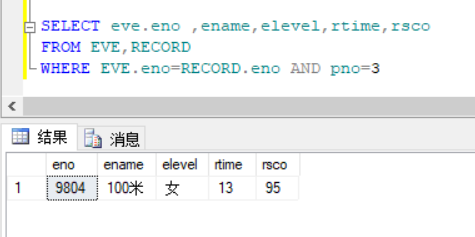 SELECT eve.eno ,ename,elevel,rtime,rsco
FROM EVE,RECORD
WHERE EVE.eno=RECORD.eno AND pno=3
结果 消息
eno ename elevel rtime rsco
1 9804 100米 女 13 95